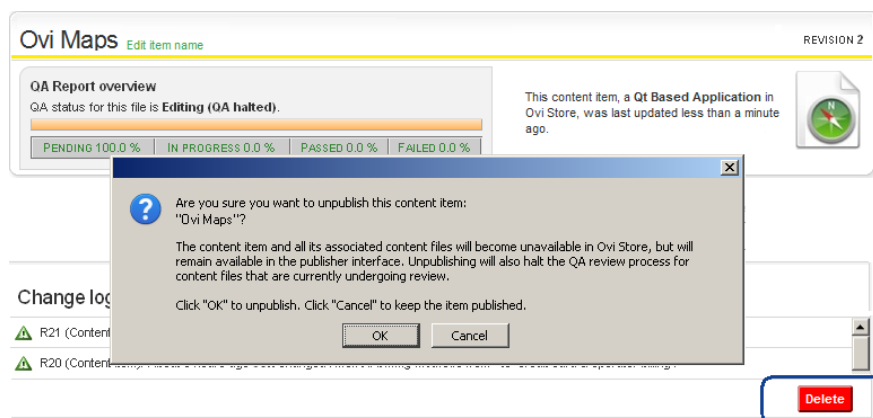 Ovi Maps Edit item name
REVISION 2
QA Report overview
QA status for this file is Editing (QA halted).
PENDING 100.0 % IN PROGRESS 0.0 % PASSED 0.0 % FAILED 0.0 %
This content item, a Qt Based Application in
Ovi Store, was last updated less than a minute
ago.
N
Are you sure you want to unpublish this content item:
"Ovi Maps"?
The content item and all its associated content files will become unavailable in Ovi Store, but will
remain available in the publisher interface. Unpublishing will also halt the QA review process for
content files that are currently undergoing review.
Click "OK" to unpublish. Click "Cancel" to keep the item published.
OK Cancel
Change log
R21 (Content
R20 (Content
Delete